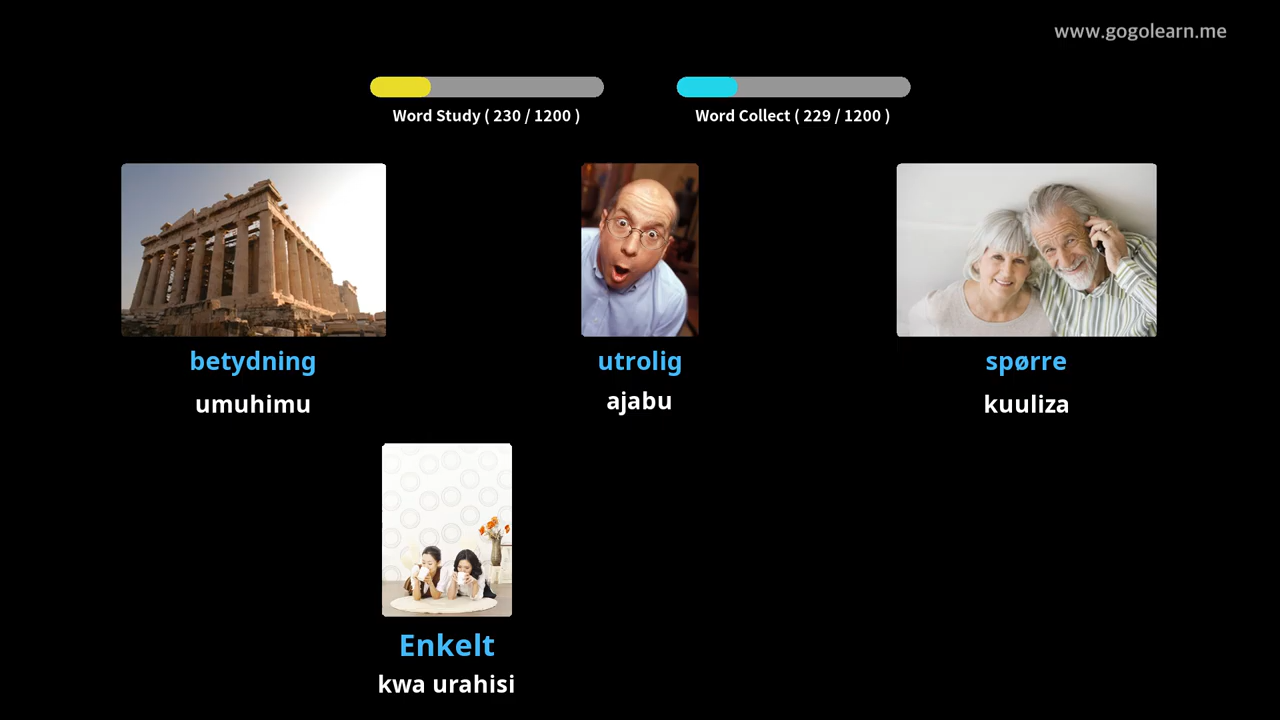 www.gogolearn.me
Word Study ( 230 / 1200 )
Word Collect ( 229 / 1200 )
betydning
utrolig
spørre
umuhimu
ajabu
kuuliza
Enkelt
kwa urahisi